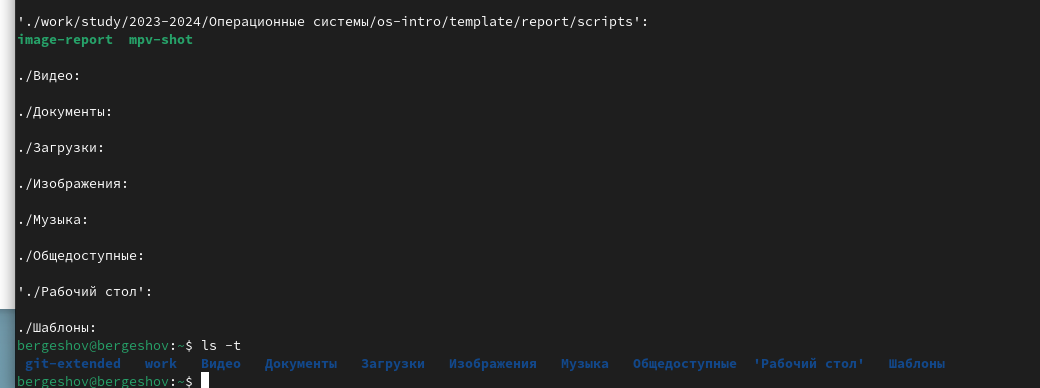 './work/study/2023-2024/Операционные системы/os-intro/template/report/scripts':
image-report  mpv-shot
./Видео:
./Документы:
./Загрузки:
./Изображения:
./Музыка:
./Общедоступные:
'./Рабочий стол':
./Шаблоны:
bergeshov@bergeshov:~$ ls -t
git-extended  work  Видео  Документы  Загрузки  Изображения  Музыка  Общедоступные  'Рабочий стол'  Шаблоны
bergeshov@bergeshov:~$